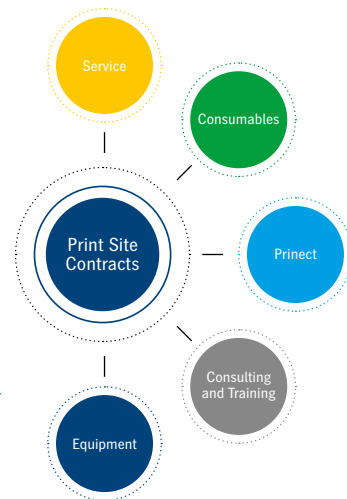 Service
Consumables
Print Site
Contracts
Prinect
Consulting
and Training
Equipment